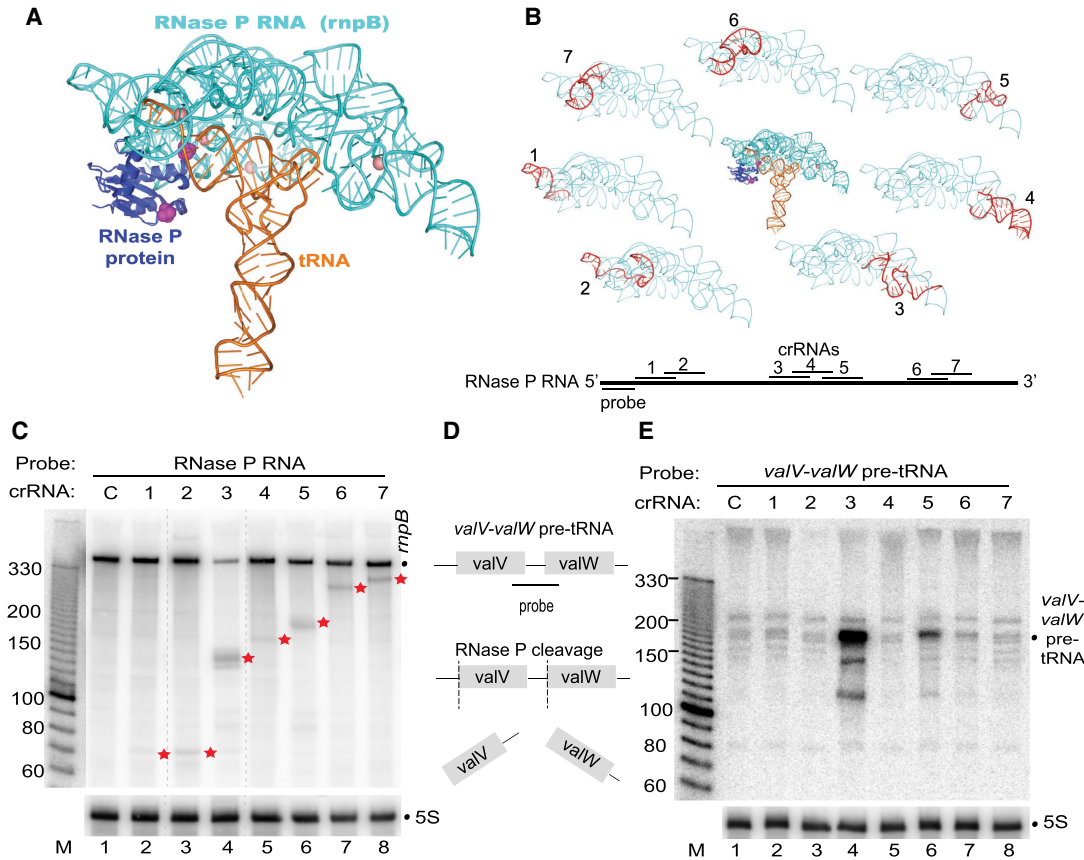 A
RNase P RNA (rnpB)
RNase P
protein
tRNA
B
6
7
5
1
4
2
3
crRNAs
1 2 3 4 5 6 7
RNase P RNA 5’ 3’
probe
C
Probe: RNase P RNA
crRNA: C 1 2 3 4 5 6 7
• rnpB
330
200
150
100
80
60
• 5S
M 1 2 3 4 5 6 7 8
D
valV-valW pre-tRNA
valV valW
probe
RNase P cleavage
valV valW
valV valW
E
Probe: valV-valW pre-tRNA
crRNA: C 1 2 3 4 5 6 7
330
200
150
100
80
60
valV-
valW
• pre-
tRNA
• 5S
M 1 2 3 4 5 6 7 8